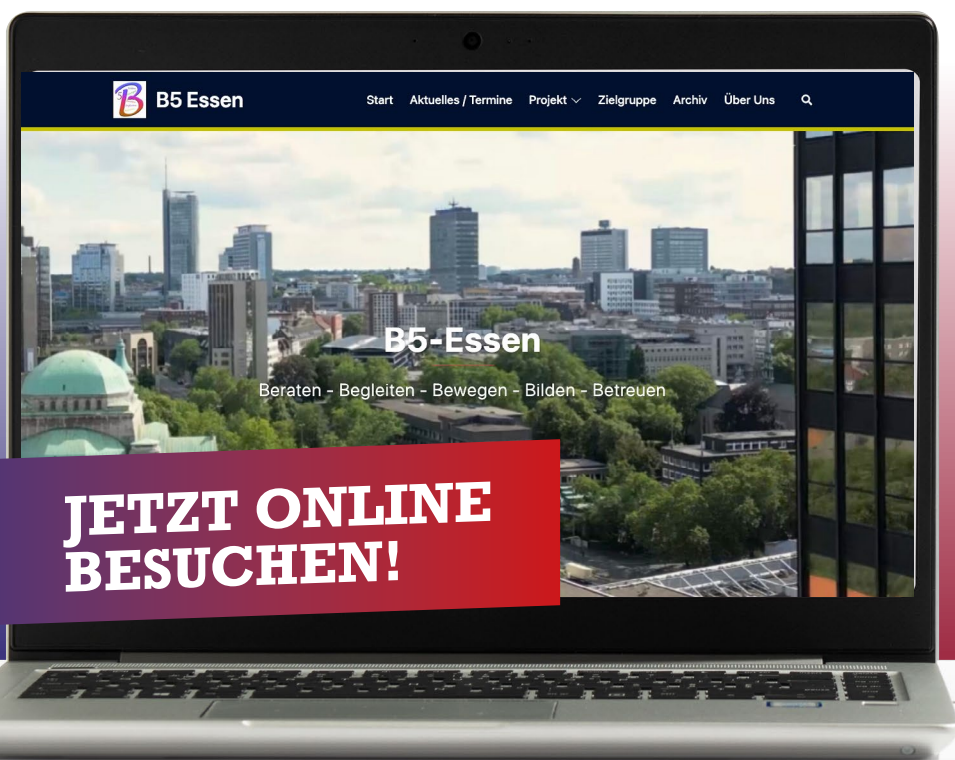 B5 Essen
Start Aktuelles / Termine Projekt Zielgruppe Archiv Über Uns
B5-Essen
Beraten - Begleiten - Bewegen - Bilden - Betreuen
JETZT ONLINE
BESUCHEN!